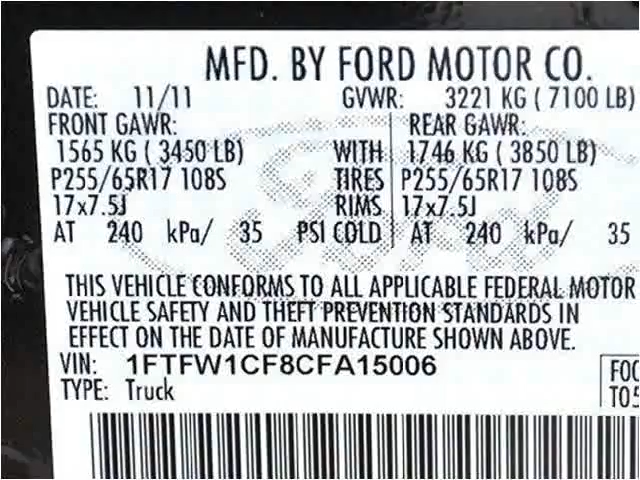 MFD. BY FORD MOTOR CO.
DATE: 11/11 GVWR: 3221 KG ( 7100 LB)
FRONT GAWR: REAR GAWR:
1565 KG ( 3450 LB) WITH 1746 KG ( 3850 LB)
P255/65R17 108S TIRES P255/65R17 108S
17x7.5J RIMS 17x7.5J
AT 240 kPa/ 35 PSI COLD AT 240 kPa/ 35
THIS VEHICLE CONFORMS TO ALL APPLICABLE FEDERAL MOTOR
VEHICLE SAFETY AND THEFT PREVENTION STANDARDS IN
EFFECT ON THE DATE OF MANUFACTURE SHOWN ABOVE.
VIN: 1FTFW1CF8CFA15006
TYPE: Truck
Ford